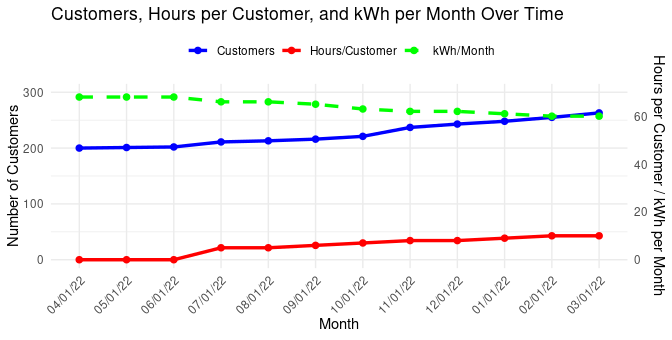 Customers, Hours per Customer, and kWh per Month Over Time
Customers Hours/Customer kWh/Month
Number of Customers
300
200
100
0
60
40
20
0
Hours per Customer / kWh per Month
04/01/22 05/01/22 06/01/22 07/01/22 08/01/22 09/01/22 10/01/22 11/01/22 12/01/22 01/01/22 02/01/22 03/01/22
Month